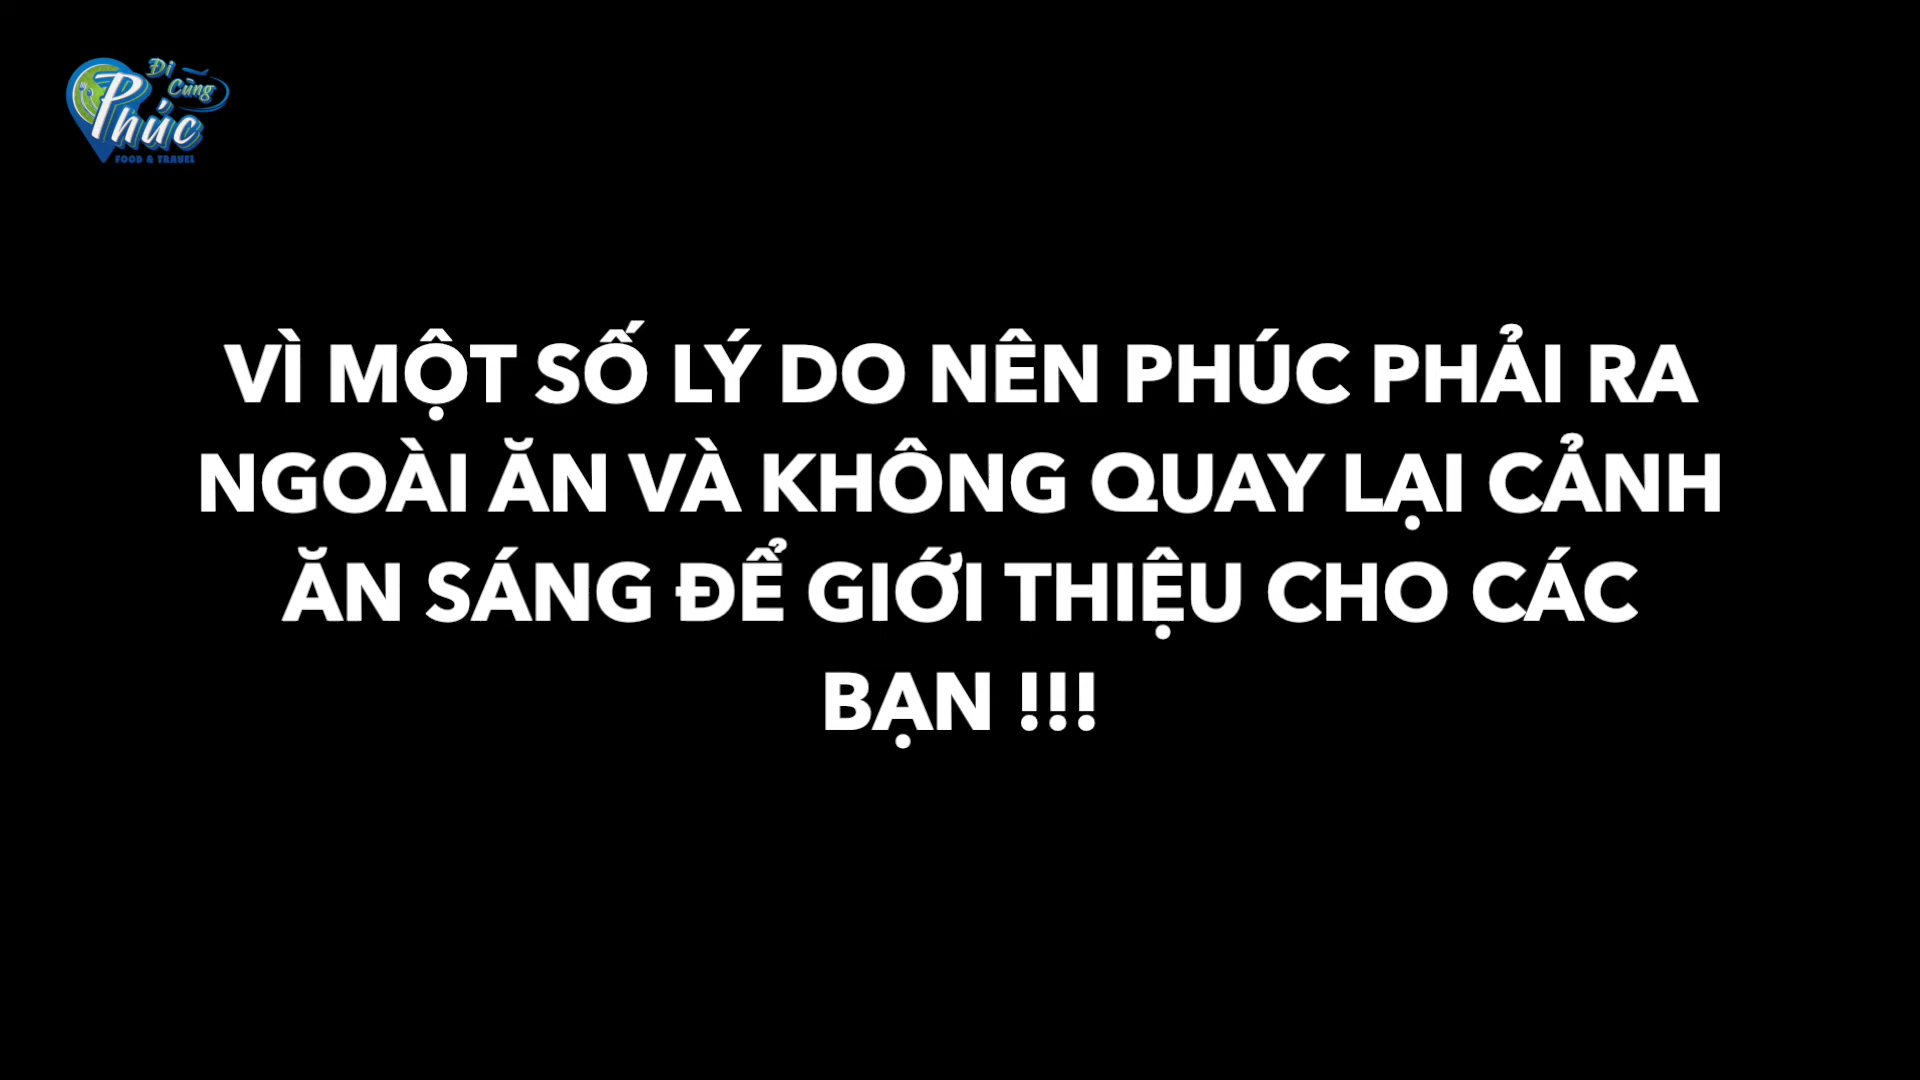 Đi
Cùng
Phúc
FOOD & TRAVEL
VÌ MỘT SỐ LÝ DO NÊN PHÚC PHẢI RA
NGOÀI ĂN VÀ KHÔNG QUAY LẠI CẢNH
ĂN SÁNG ĐỂ GIỚI THIỆU CHO CÁC
BẠN !!!